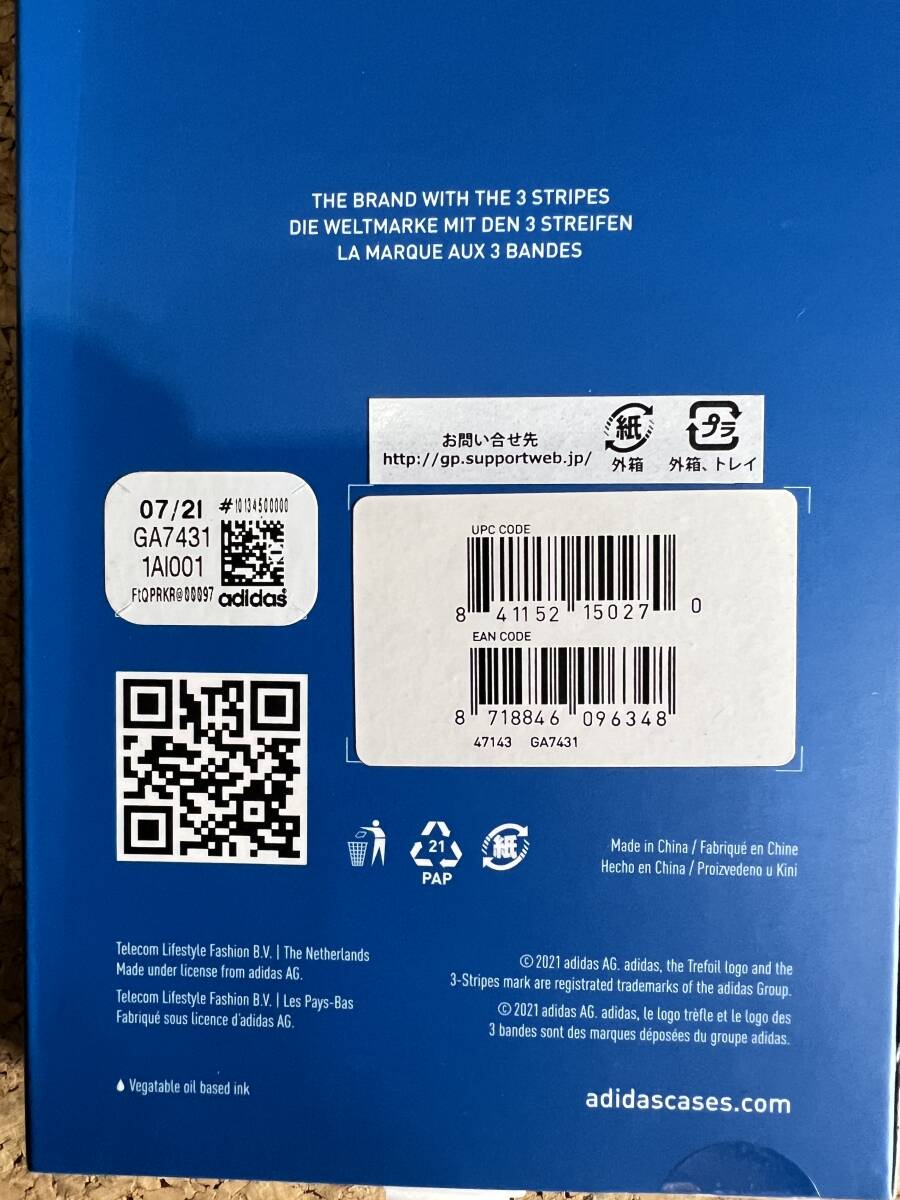 THE BRAND WITH THE 3 STRIPES
DIE WELTMARKE MIT DEN 3 STREIFEN
LA MARQUE AUX 3 BANDES
お問い合せ先
http://gp.supportweb.jp/
紙
外箱
プラ
外箱、トレイ
07/21 #10134500000
GA7431
1AI001
FtQPRKR@00097 adidas
UPC CODE
8 41152 15027 0
EAN CODE
8 718846 096348
47143 GA7431
21
PAP
紙
Made in China / Fabriqué en Chine
Hecho en China / Proizvedeno u Kini
Telecom Lifestyle Fashion B.V. | The Netherlands
Made under license from adidas AG.
Telecom Lifestyle Fashion B.V. | Les Pays-Bas
Fabriqué sous licence d'adidas AG.
© 2021 adidas AG. adidas, the Trefoil logo and the
3-Stripes mark are registrated trademarks of the adidas Group.
© 2021 adidas AG. adidas, le logo trèfle et le logo des
3 bandes sont des marques déposées du groupe adidas.
Vegatable oil based ink
adidascases.com